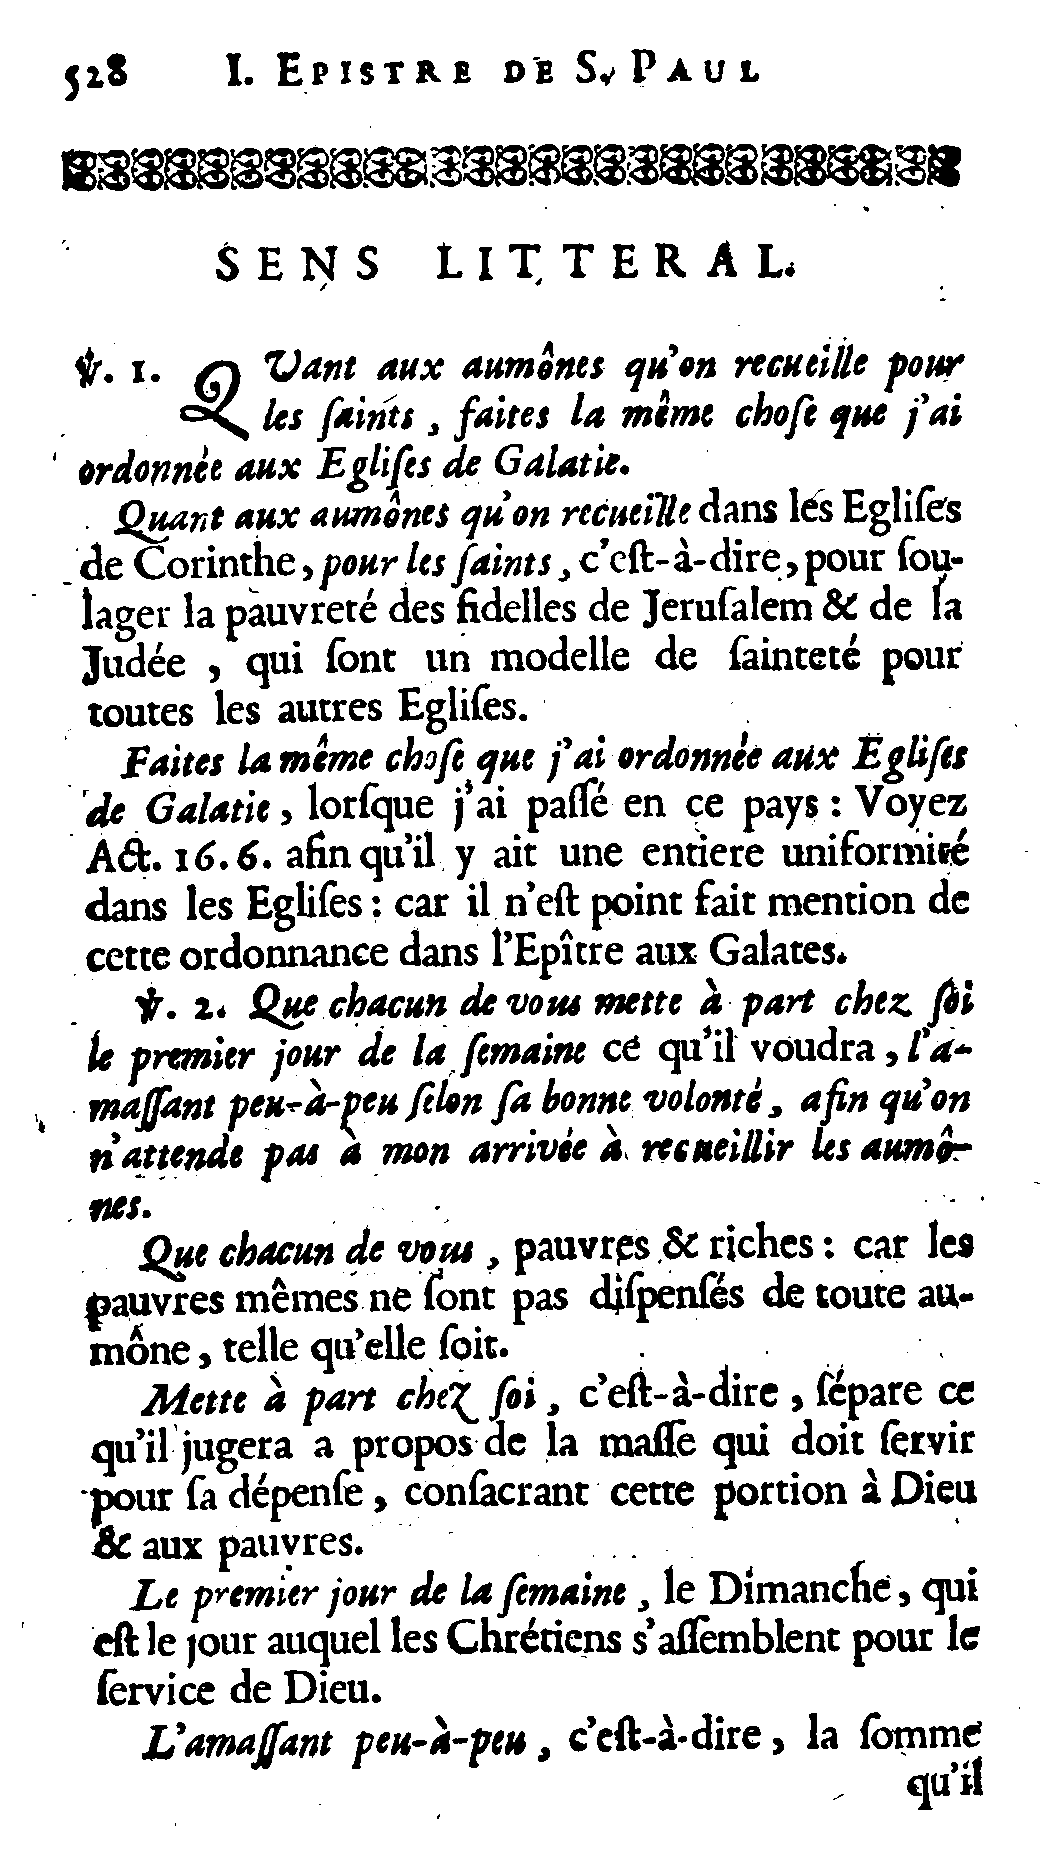 528 I. EPISTRE DE S. PAUL
SENS LITTERAL.
℣. 1. QUant aux aumônes qu'on recueille pour
les ſaints, faites la même choſe que j'ai
ordonnée aux Egliſes de Galatie.
Quant aux aumônes qu'on recueille dans les Egliſes
de Corinthe, pour les ſaints, c'eſt-à-dire, pour ſou-
lager la pauvreté des fidelles de Jeruſalem & de la
Judée, qui ſont un modelle de ſainteté pour
toutes les autres Egliſes.
Faites la même choſe que j'ai ordonnée aux Egliſes
de Galatie, lorſque j'ai paſſé en ce pays : Voyez
Act. 16. 6. afin qu'il y ait une entiere uniformité
dans les Egliſes : car il n'eſt point fait mention de
cette ordonnance dans l'Epître aux Galates.
℣. 2. Que chacun de vous mette à part chez ſoi
le premier jour de la ſemaine ce qu'il voudra, l'a-
maſſant peu-à-peu ſelon ſa bonne volonté, afin qu'on
n'attende pas à mon arrivée à recueillir les aumô-
nes.
Que chacun de vous, pauvres & riches : car les
pauvres mêmes ne ſont pas diſpenſés de toute au-
mône, telle qu'elle ſoit.
Mette à part chez ſoi, c'eſt-à-dire, ſépare ce
qu'il jugera a propos de la maſſe qui doit ſervir
pour ſa dépenſe, conſacrant cette portion à Dieu
& aux pauvres.
Le premier jour de la ſemaine, le Dimanche, qui
eſt le jour auquel les Chrétiens s'aſſemblent pour le
ſervice de Dieu.
L'amaſſant peu-à-peu, c'eſt-à-dire, la ſomme
qu'il